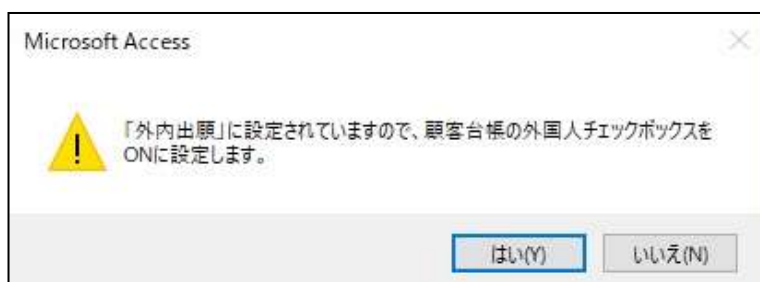 Microsoft Access
「外内出願」に設定されていますので、顧客台帳の外国人チェックボックスを
ONに設定します。
はい(Y)
いいえ(N)